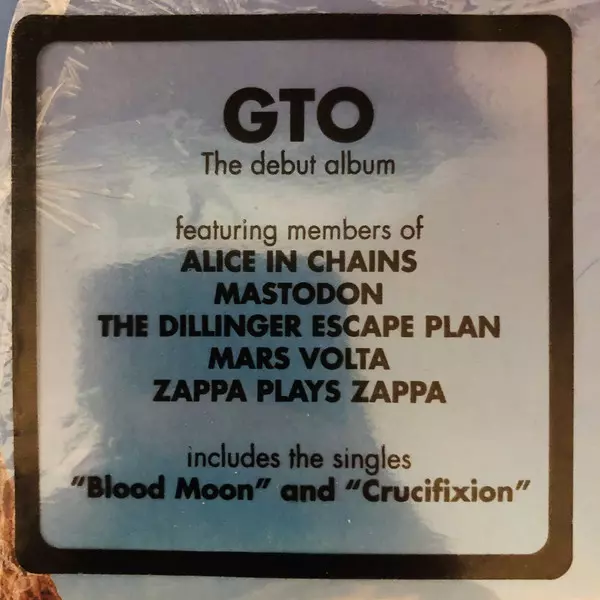 GTO
The debut album
featuring members of
ALICE IN CHAINS
MASTODON
THE DILLINGER ESCAPE PLAN
MARS VOLTA
ZAPPA PLAYS ZAPPA
includes the singles
"Blood Moon" and "Crucifixion"